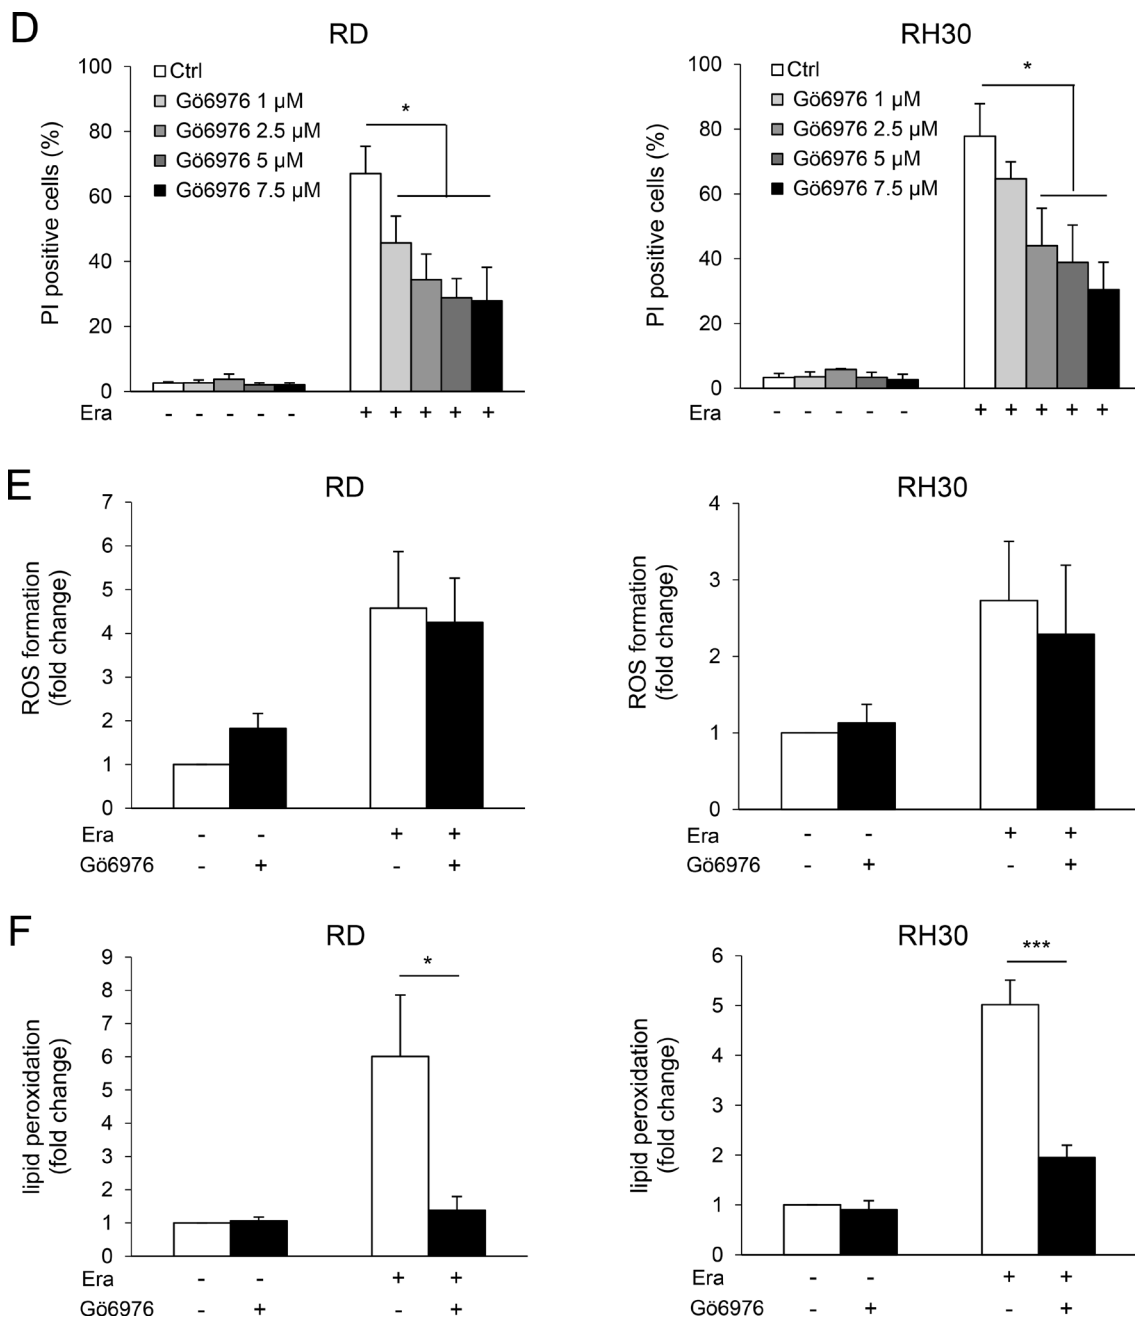 D
RD
RH30
100
80
60
40
20
0
PI positive cells (%)
Ctrl
Gö6976 1 µM
Gö6976 2.5 µM
Gö6976 5 µM
Gö6976 7.5 µM
*
Era - - - - - + + + + +
100
80
60
40
20
0
PI positive cells (%)
Ctrl
Gö6976 1 µM
Gö6976 2.5 µM
Gö6976 5 µM
Gö6976 7.5 µM
*
Era - - - - - + + + + +
E
RD
7
6
5
4
3
2
1
0
ROS formation
(fold change)
Era - - + +
Gö6976 - + - +
RH30
4
3
2
1
0
ROS formation
(fold change)
Era - - + +
Gö6976 - + - +
F
RD
9
8
7
6
5
4
3
2
1
0
lipid peroxidation
(fold change)
*
Era - - + +
Gö6976 - + - +
RH30
6
5
4
3
2
1
0
lipid peroxidation
(fold change)
***
Era - - + +
Gö6976 - + - +